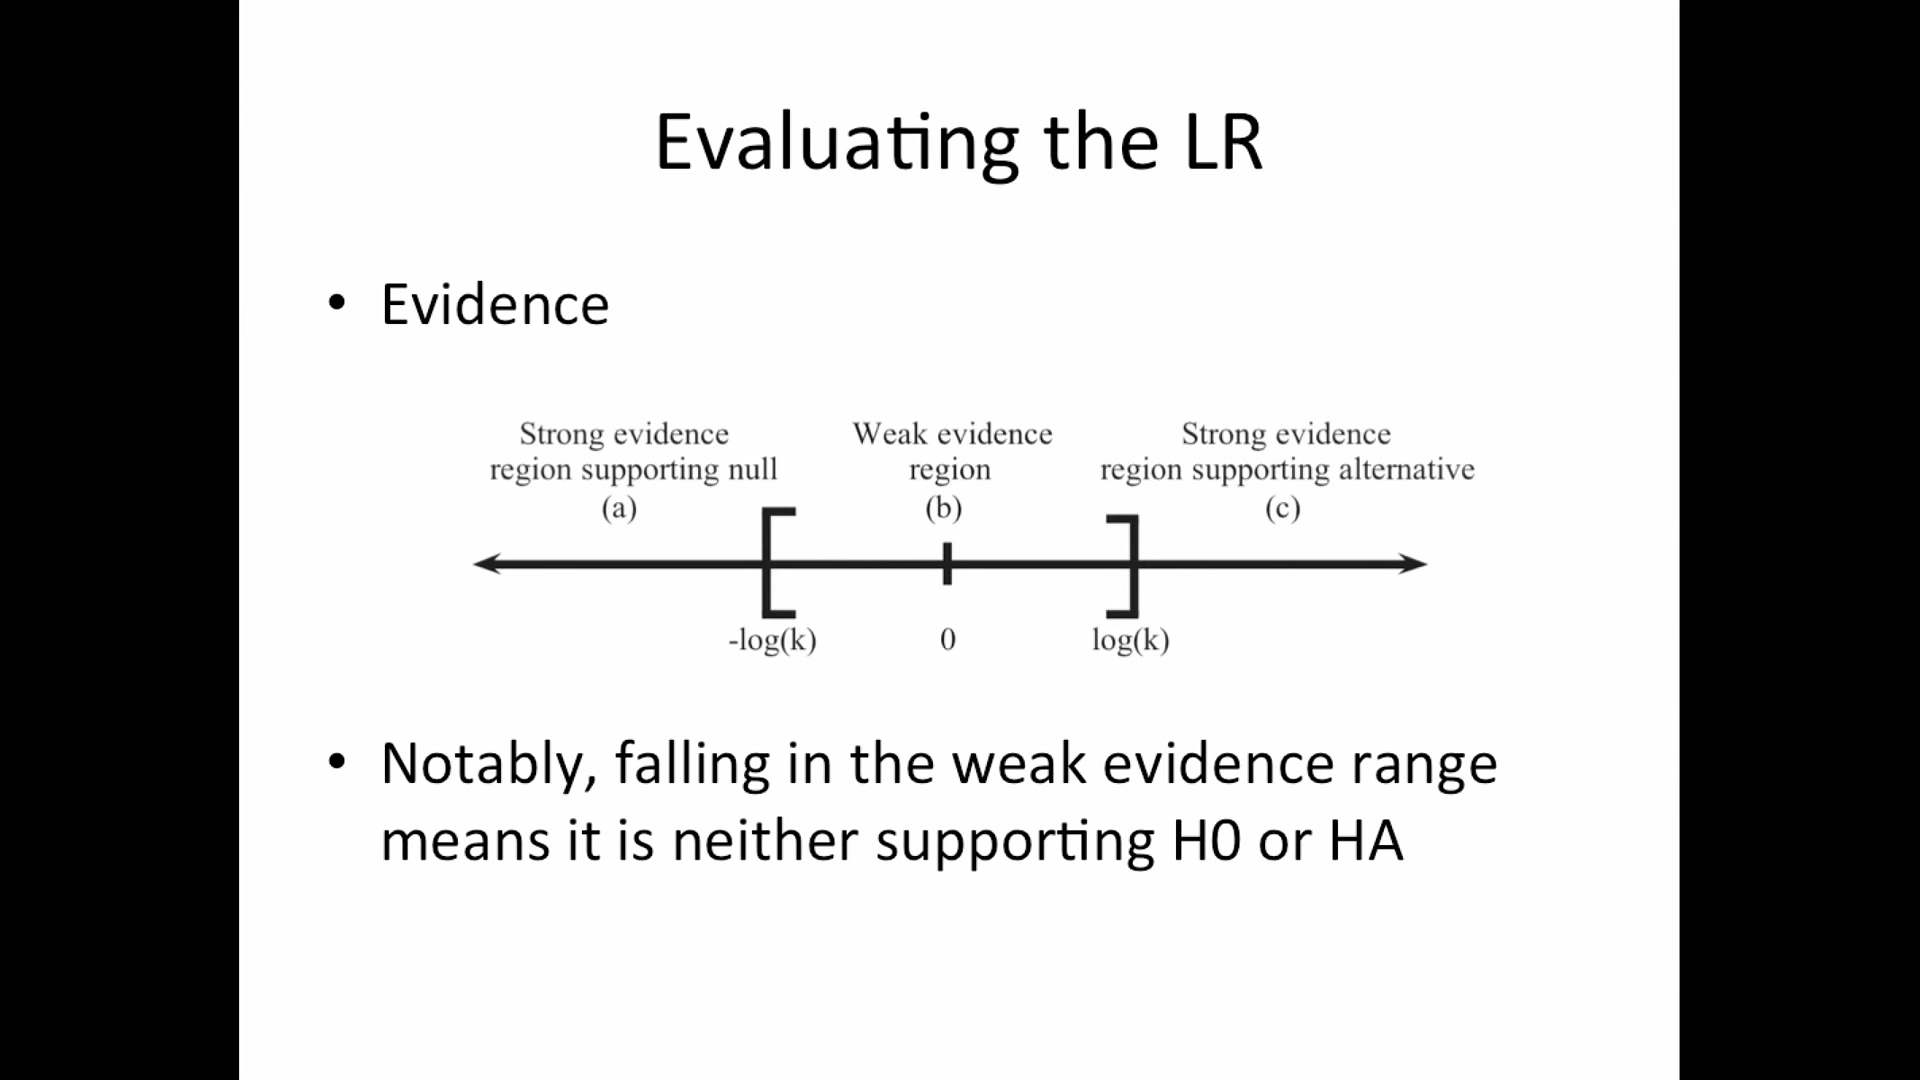 Evaluating the LR
• Evidence
Strong evidence
region supporting null
(a)
Weak evidence
region
(b)
Strong evidence
region supporting alternative
(c)
-log(k)
0
log(k)
• Notably, falling in the weak evidence range
means it is neither supporting H0 or HA